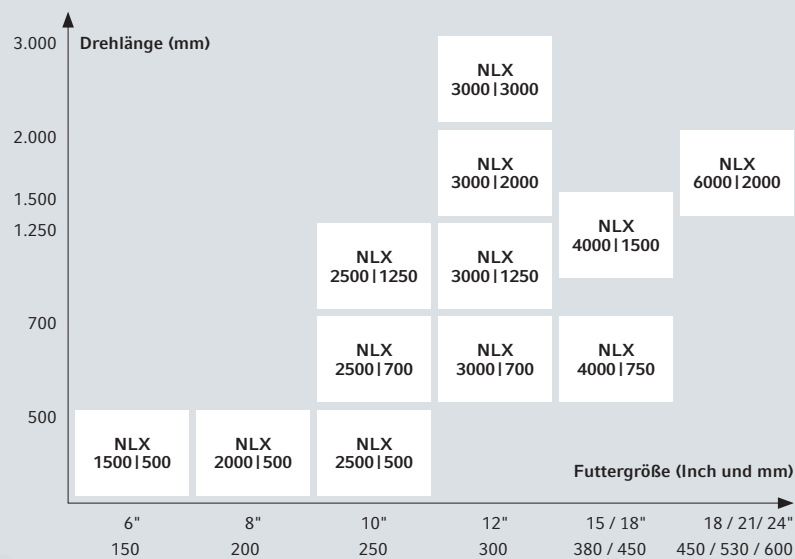 3.000
Drehlänge (mm)
NLX
3000|3000
2.000
NLX
3000|2000
NLX
6000|2000
1.500
NLX
4000|1500
1.250
NLX
2500|1250
NLX
3000|1250
700
NLX
2500|700
NLX
3000|700
NLX
4000|750
500
NLX
1500|500
NLX
2000|500
NLX
2500|500
Futtergröße (Inch und mm)
6" 8" 10" 12" 15 / 18" 18 / 21/ 24"
150 200 250 300 380 / 450 450 / 530 / 600